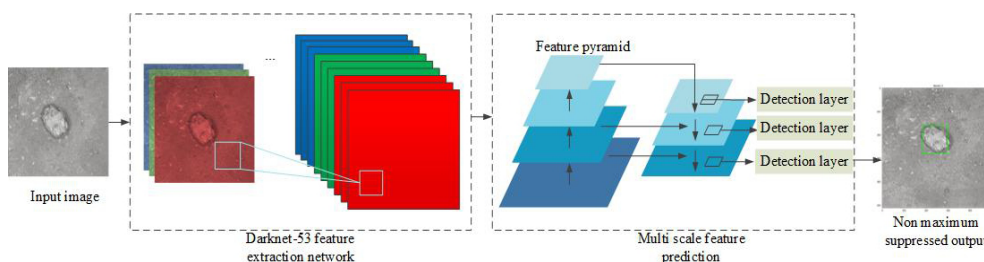 Input image
...
Darknet-53 feature
extraction network
Feature pyramid
Detection layer
Detection layer
Detection layer
Multi scale feature
prediction
Non maximum
suppressed output